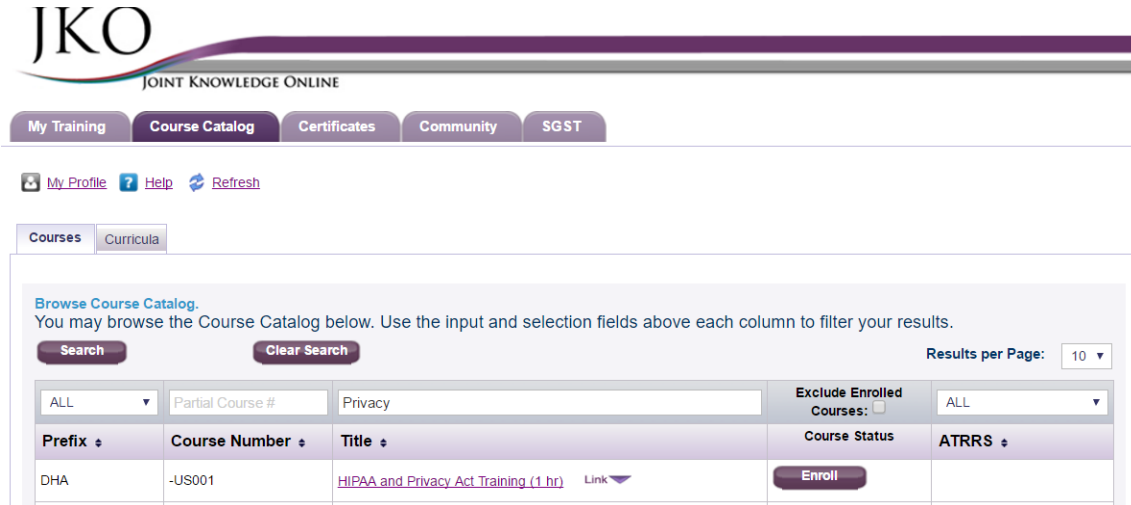 JKO
JOINT KNOWLEDGE ONLINE
My Training Course Catalog Certificates Community SGST
My Profile ? Help Refresh
Courses Curricula
Browse Course Catalog.
You may browse the Course Catalog below. Use the input and selection fields above each column to filter your results.
Search Clear Search Results per Page: 10
ALL Partial Course # Privacy Exclude Enrolled Courses: ALL
Prefix Course Number Title Course Status ATRRS
DHA -US001 HIPAA and Privacy Act Training (1 hr) Link Enroll